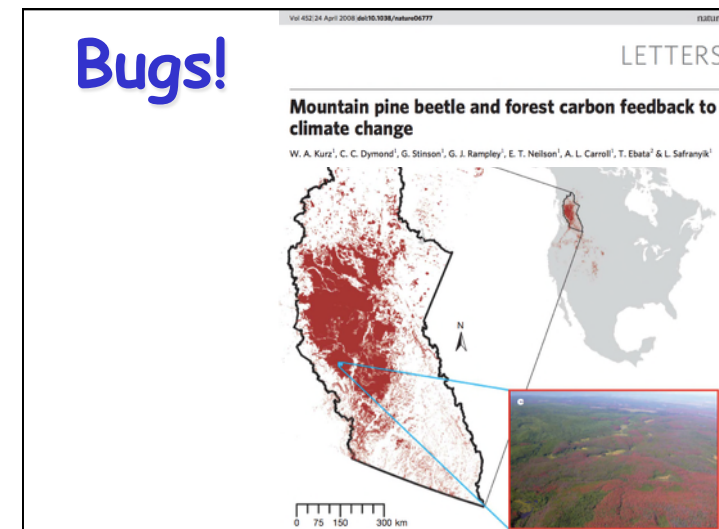 Bugs!
Vol 452|24 April 2008 doi:10.1038/nature06777
LETTERS
Mountain pine beetle and forest carbon feedback to
climate change
W. A. Kurz¹, C. C. Dymond¹, G. Stinson¹, G. J. Rampley¹, E. T. Neilson¹, A. L. Carroll¹, T. Ebata² & L. Safranyik¹
N
c
0 75 150 300 km